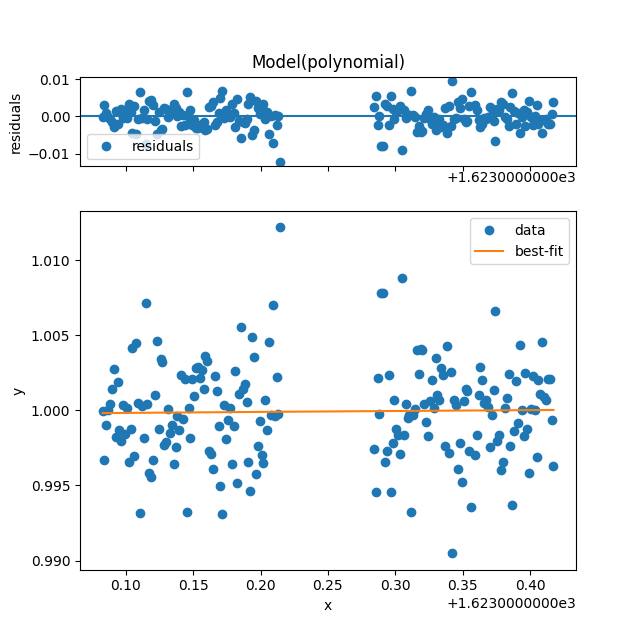 Model(polynomial)
0.01
0.00
−0.01
residuals
residuals
+1.6230000000e3
data
best-fit
1.010
1.005
1.000
0.995
0.990
y
0.10 0.15 0.20 0.25 0.30 0.35 0.40
x
+1.6230000000e3